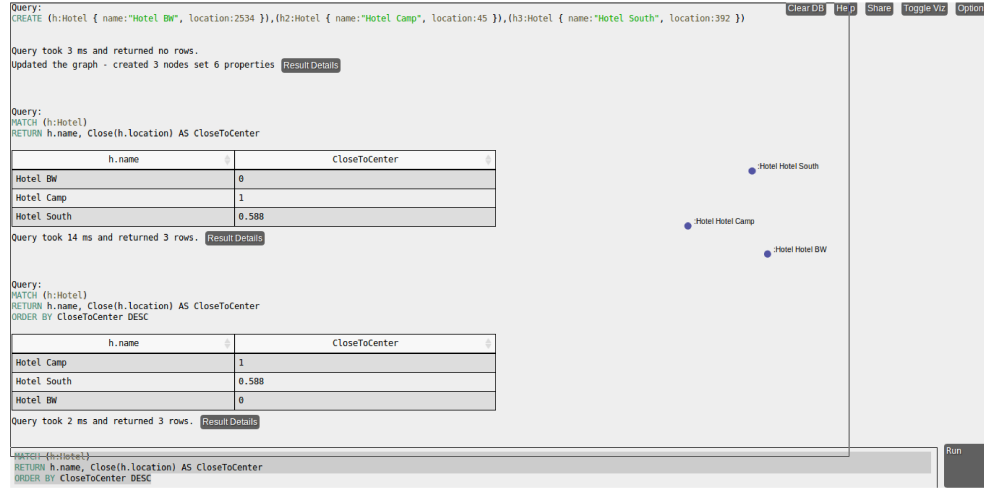 Query:
CREATE (h:Hotel { name:"Hotel BW", location:2534 }),(h2:Hotel { name:"Hotel Camp", location:45 }),(h3:Hotel { name:"Hotel South", location:392 })
Clear DB Help Share Toggle Viz Option
Query took 3 ms and returned no rows.
Updated the graph - created 3 nodes set 6 properties Result Details
Query:
MATCH (h:Hotel)
RETURN h.name, Close(h.location) AS CloseToCenter
h.name CloseToCenter
Hotel BW 0
Hotel Camp 1
Hotel South 0.588
Query took 14 ms and returned 3 rows. Result Details
:Hotel Hotel South
:Hotel Hotel Camp
:Hotel Hotel BW
Query:
MATCH (h:Hotel)
RETURN h.name, Close(h.location) AS CloseToCenter
ORDER BY CloseToCenter DESC
h.name CloseToCenter
Hotel Camp 1
Hotel South 0.588
Hotel BW 0
Query took 2 ms and returned 3 rows. Result Details
MATCH (h:Hotel)
RETURN h.name, Close(h.location) AS CloseToCenter
ORDER BY CloseToCenter DESC
Run